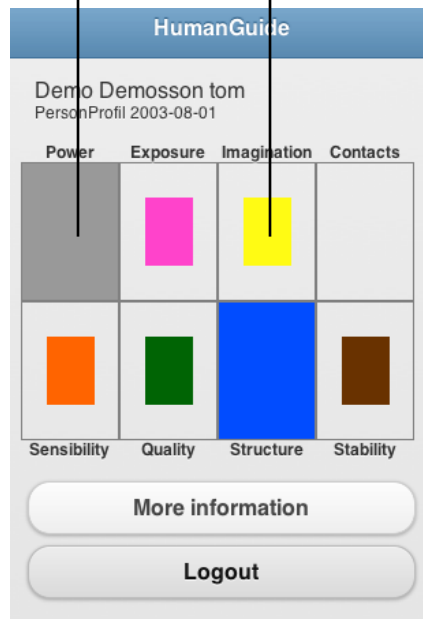 HumanGuide
Demo Demosson tom
PersonProfil 2003-08-01
Power Exposure Imagination Contacts
Sensibility Quality Structure Stability
More information
Logout